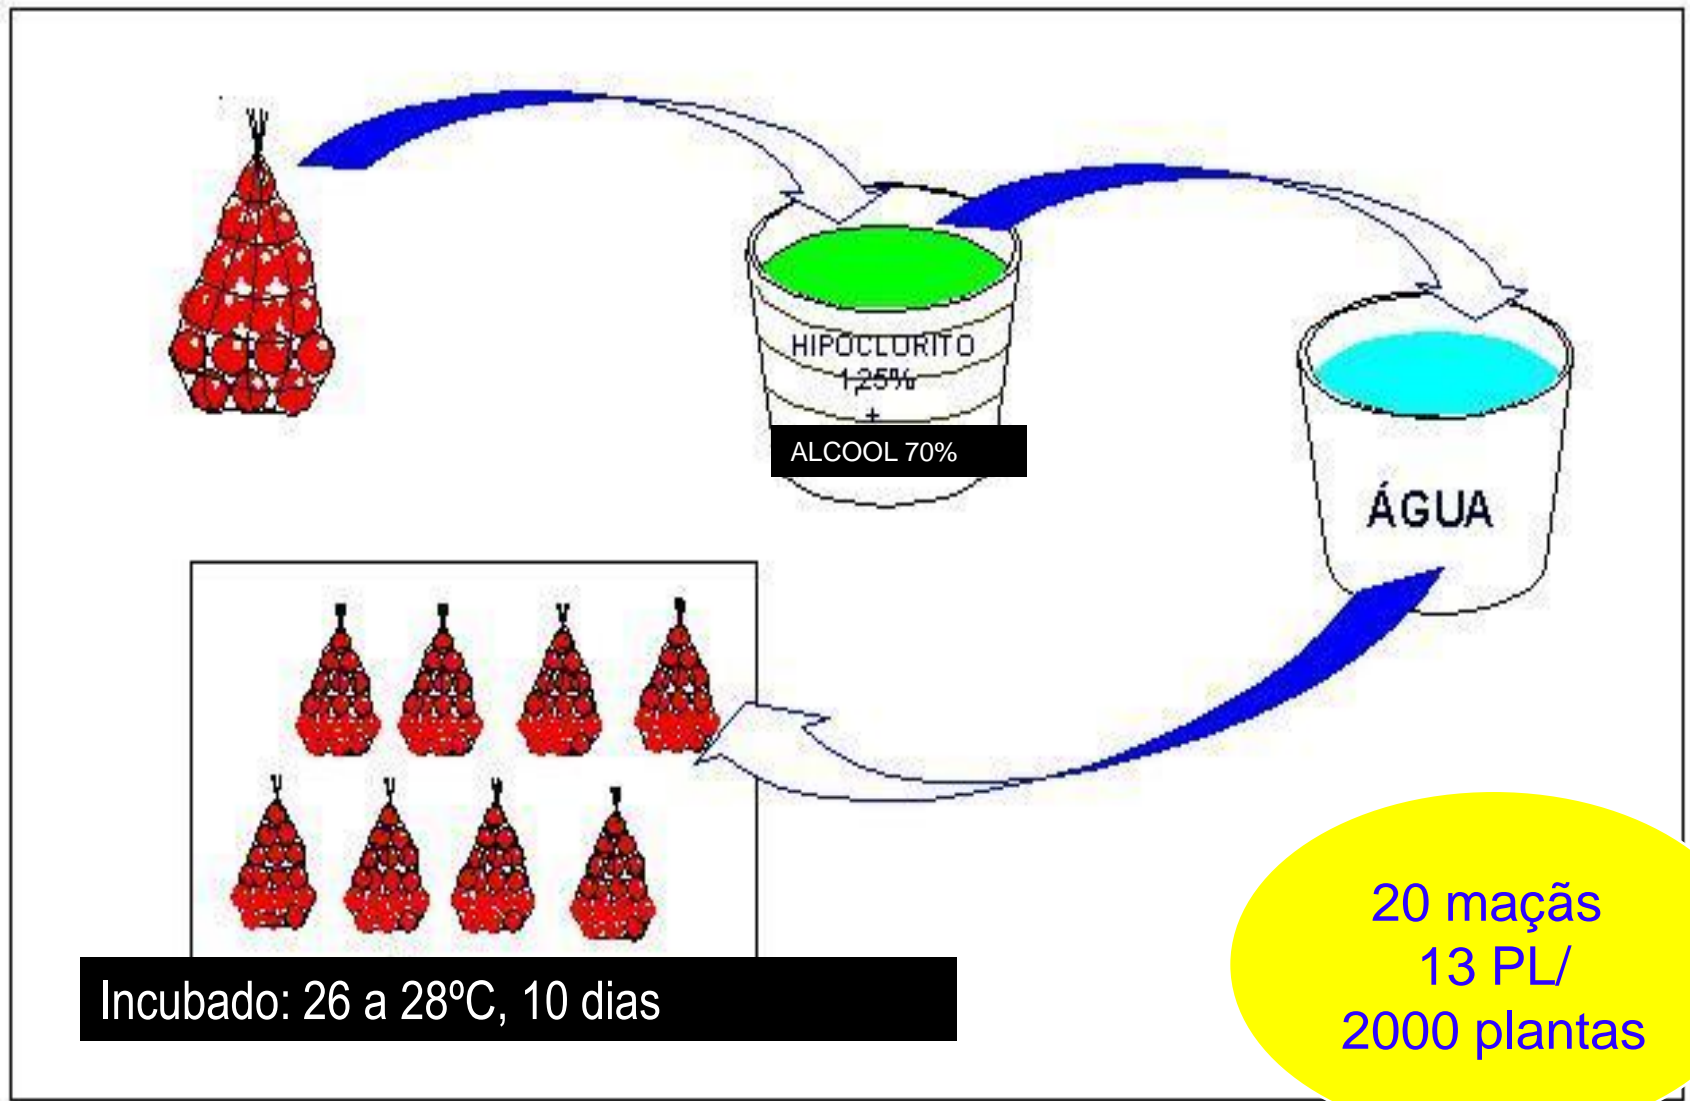 HIPOCLORITO
1,25%
+
ALCOOL 70%
ÁGUA
Incubado: 26 a 28ºC, 10 dias
20 maçãs
13 PL/
2000 plantas